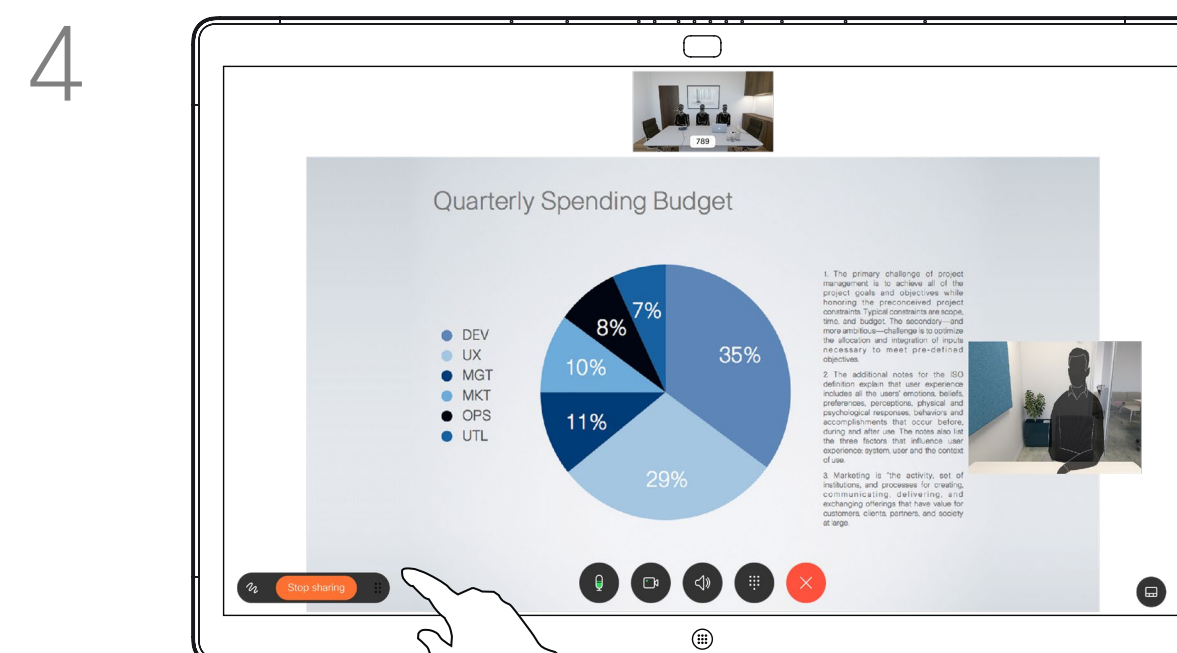 4
789
Quarterly Spending Budget
DEV
UX
MGT
MKT
OPS
UTL
7%
8%
35%
10%
11%
29%
1. The primary challenge of project
management is to achieve all of the
project goals and objectives while
honoring the preconceived project
constraints. Typical constraints are scope,
time, and budget. The secondary—and
more ambitious—challenge is to optimize
the allocation and integration of inputs
necessary to meet pre-defined
objectives.
2. The additional notes for the ISO
definition explain that user experience
includes all the users' emotions, beliefs,
preferences, perceptions, physical and
psychological responses, behaviors and
accomplishments that occur before,
during and after use. The notes also list
the three factors that influence user
experience: system, user and the context
of use.
3. Marketing is "the activity, set of
institutions, and processes for creating,
communicating, delivering, and
exchanging offerings that have value for
customers, clients, partners, and society
at large.
Stop sharing